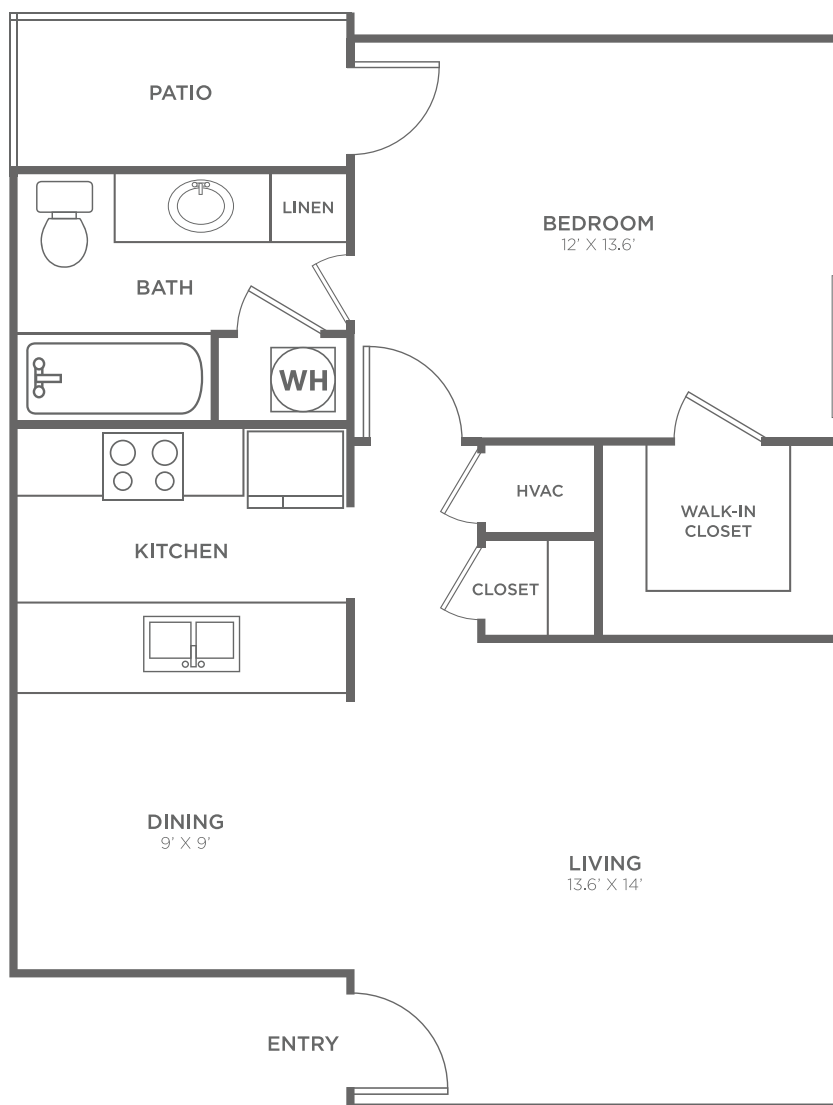 PATIO
LINEN
BEDROOM
12' X 13.6'
BATH
WH
HVAC
WALK-IN
CLOSET
KITCHEN
CLOSET
DINING
9' X 9'
LIVING
13.6' X 14'
ENTRY